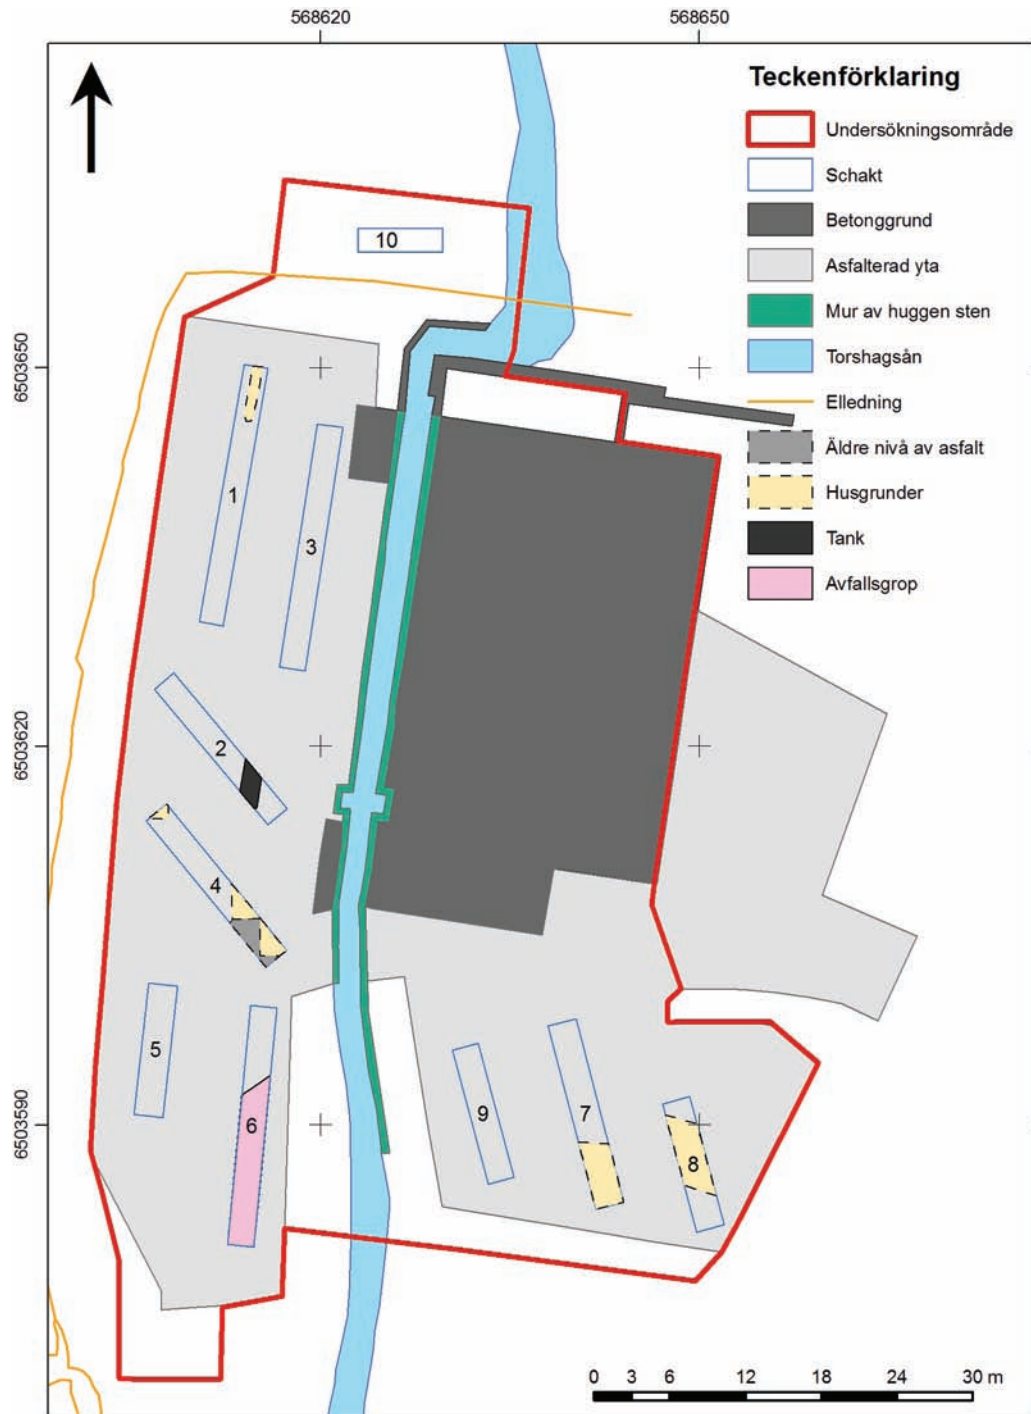 568620 568650
Teckenförklaring
Undersökningsområde
Schakt
Betonggrund
Asfalterad yta
Mur av huggen sten
Torshagsån
Elledning
Äldre nivå av asfalt
Husgrunder
Tank
Avfallsgrop
10
6503650
1
3
6503620
2
4
5
6
6503590
9
7
8
0 3 6 12 18 24 30 m